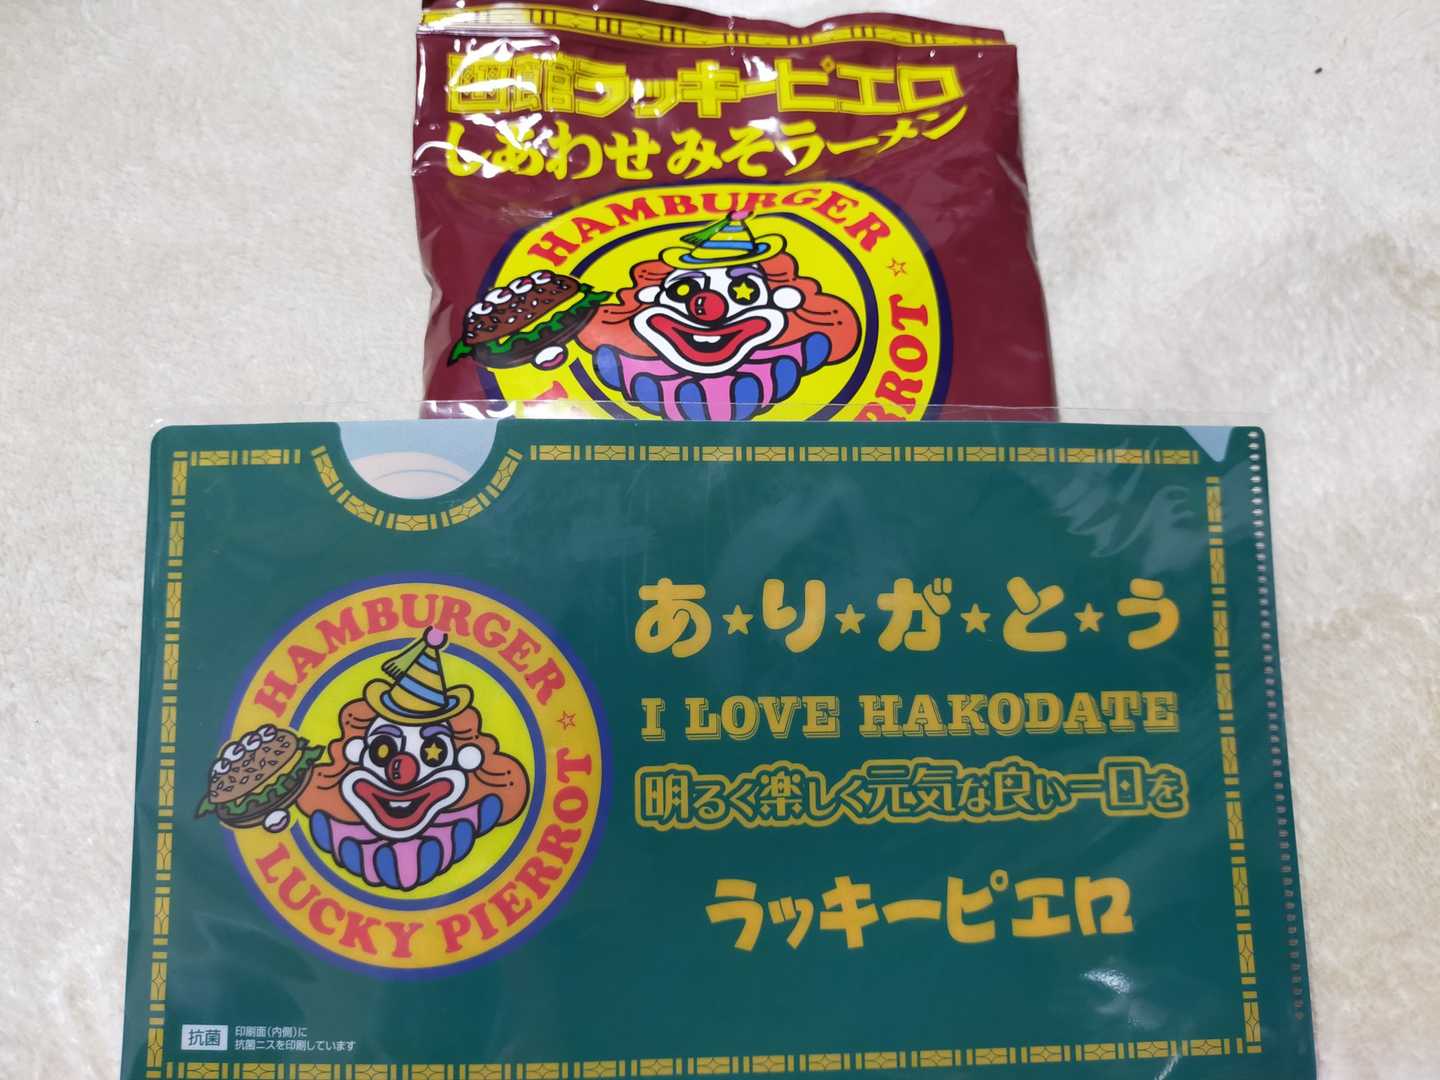 函館ラッキーピエロ
しあわせみそラーメン
HAMBURGER ☆
RROT
HAMBURGER ☆
LUCKY PIERROT
あ★り★が★と★う
I LOVE HAKODATE
明るく楽しく元気な良い一日を
ラッキーピエロ
抗菌
印刷面(内側)に
抗菌ニスを印刷しています